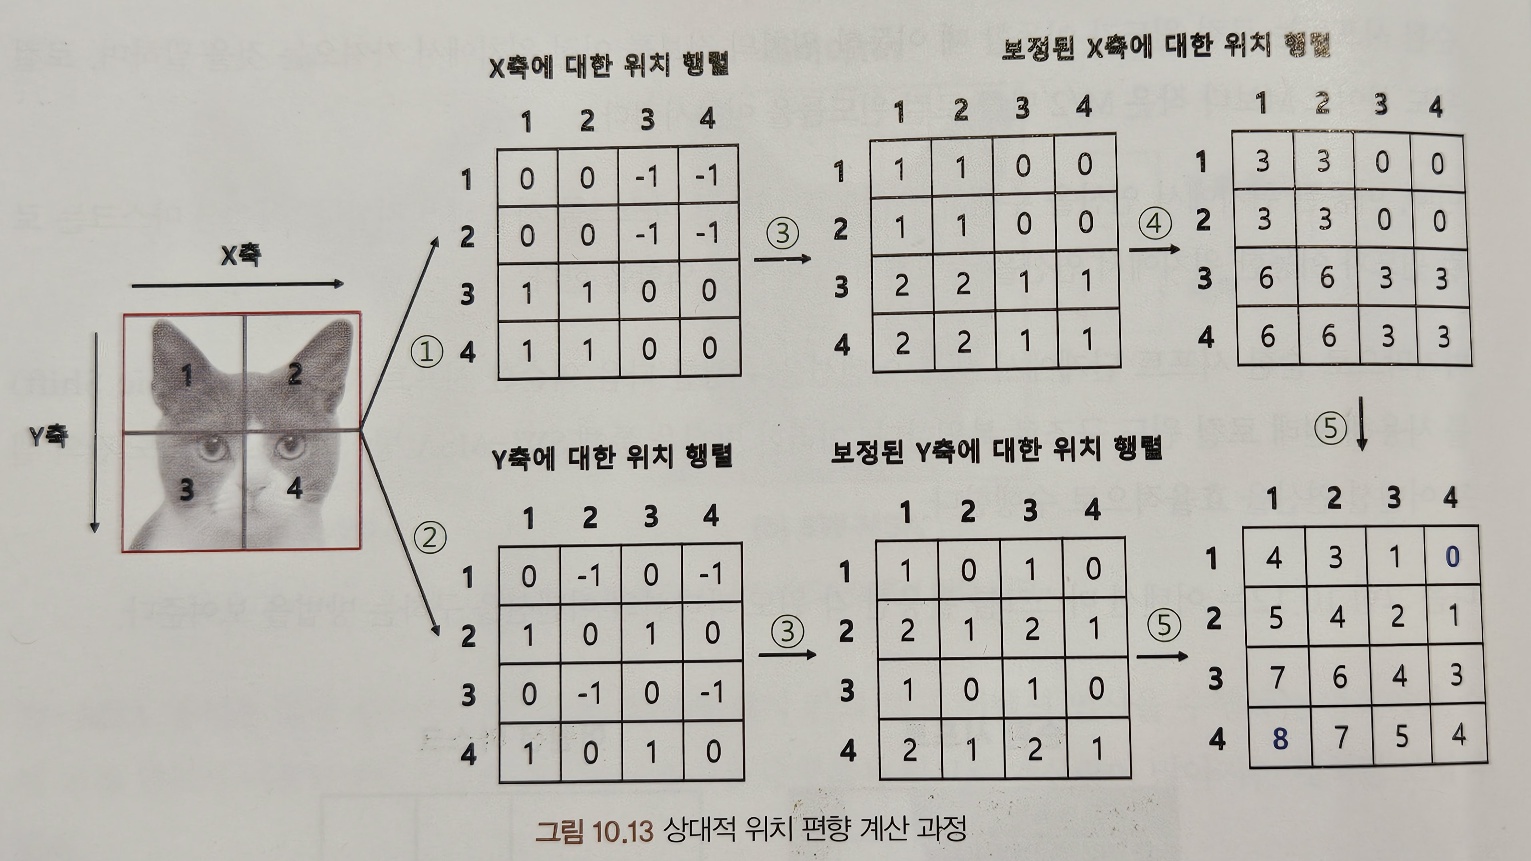 X축에 대한 위치 행렬
1 2 3 4
1 0 0 -1 -1
2 0 0 -1 -1
3 1 1 0 0
4 1 1 0 0
보정된 X축에 대한 위치 행렬
1 2 3 4
1 1 1 0 0
2 1 1 0 0
3 2 2 1 1
4 2 2 1 1
1 2 3 4
1 3 3 0 0
2 3 3 0 0
3 6 6 3 3
4 6 6 3 3
③
④
X축
Y축
1 2
3 4
①
②
⑤
Y축에 대한 위치 행렬
1 2 3 4
1 0 -1 0 -1
2 1 0 1 0
3 0 -1 0 -1
4 1 0 1 0
③
보정된 Y축에 대한 위치 행렬
1 2 3 4
1 1 0 1 0
2 2 1 2 1
3 1 0 1 0
4 2 1 2 1
⑤
1 2 3 4
1 4 3 1 0
2 5 4 2 1
3 7 6 4 3
4 8 7 5 4
그림 10.13 상대적 위치 편향 계산 과정